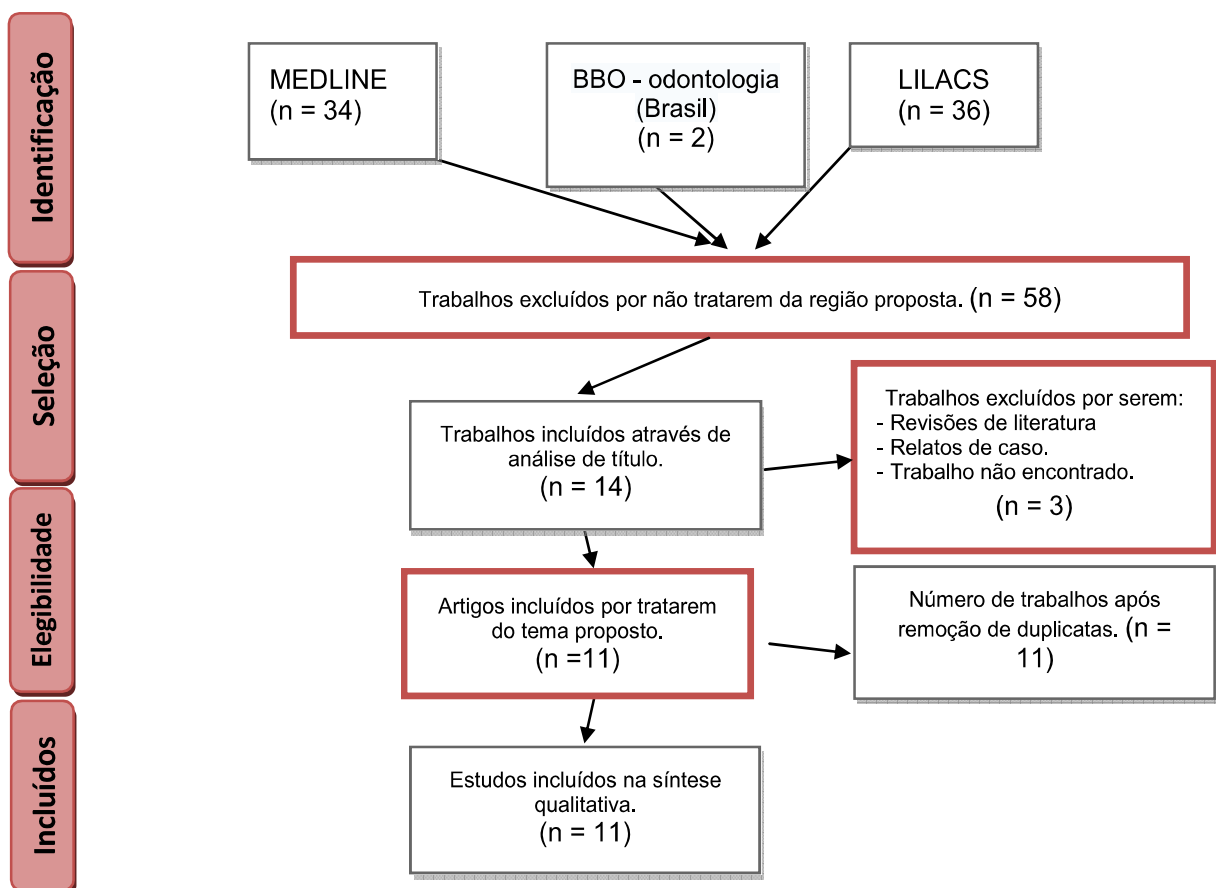 Identificação
MEDLINE
(n = 34)
BBO - odontologia
(Brasil)
(n = 2)
LILACS
(n = 36)
Trabalhos excluídos por não tratarem da região proposta. (n = 58)
Seleção
Trabalhos incluídos através de
análise de título.
(n = 14)
Trabalhos excluídos por serem:
- Revisões de literatura
- Relatos de caso.
- Trabalho não encontrado.
(n = 3)
Elegibilidade
Artigos incluídos por tratarem
do tema proposto.
(n =11)
Número de trabalhos após
remoção de duplicatas. (n =
11)
Incluídos
Estudos incluídos na síntese
qualitativa.
(n = 11)